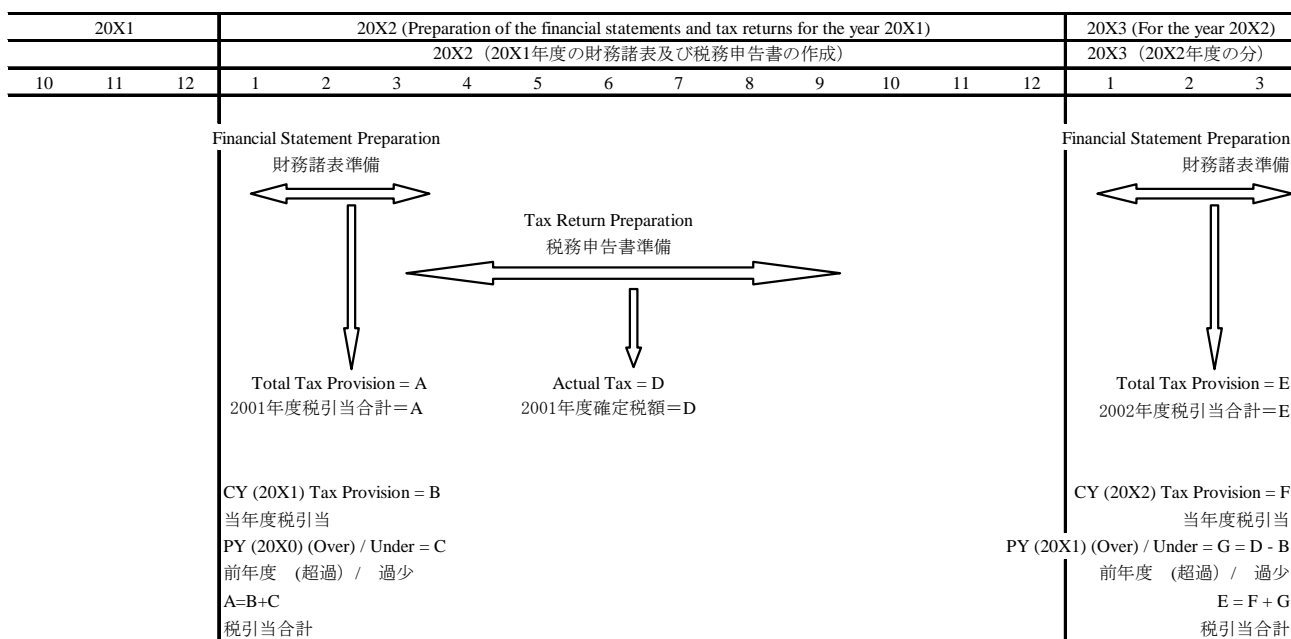 20X1 20X2 (Preparation of the financial statements and tax returns for the year 20X1) 20X3 (For the year 20X2)
20X2（20X1年度の財務諸表及び税務申告書の作成） 20X3（20X2年度の分）
10 11 12 1 2 3 4 5 6 7 8 9 10 11 12 1 2 3
Financial Statement Preparation Financial Statement Preparation
財務諸表準備 財務諸表準備
Tax Return Preparation
税務申告書準備
Total Tax Provision = A Actual Tax = D Total Tax Provision = E
2001年度税引当合計＝A 2001年度確定税額＝D 2002年度税引当合計＝E
CY (20X1) Tax Provision = B CY (20X2) Tax Provision = F
当年度税引当 当年度税引当
PY (20X0) (Over) / Under = C PY (20X1) (Over) / Under = G = D - B
前年度 (超過）/ 過少 前年度 (超過）/ 過少
A=B+C E = F + G
税引当合計 税引当合計